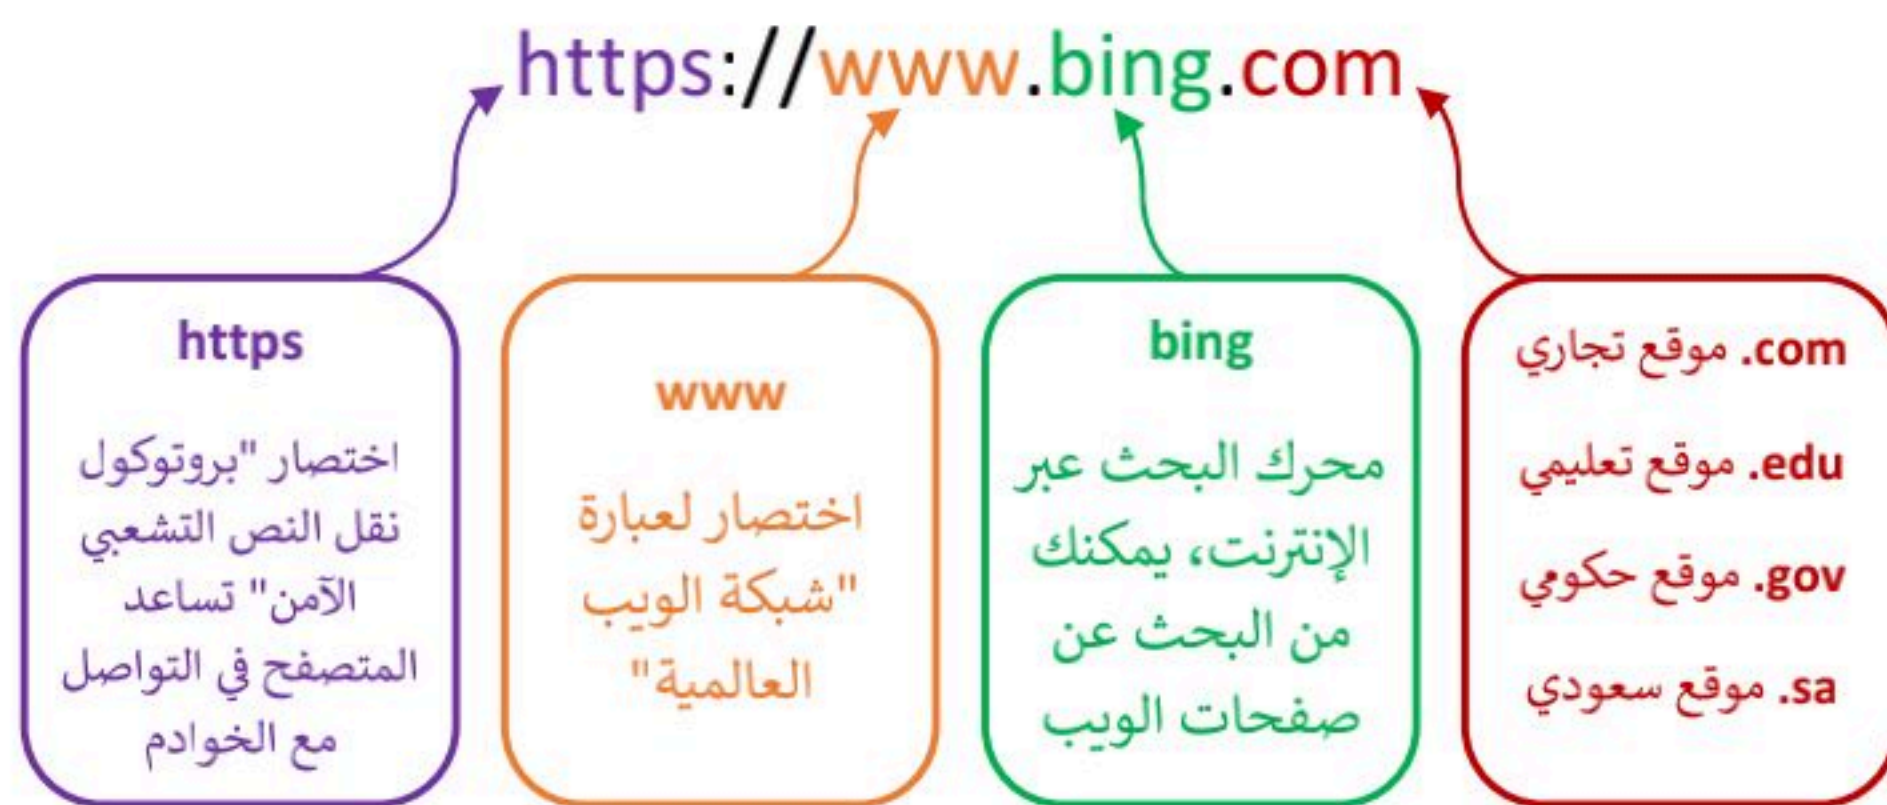 https://www.bing.com
https
اختصار "بروتوكول
نقل النص التشعبي
الآمن" تساعد
المتصفح في التواصل
مع الخوادم
www
اختصار لعبارة
"شبكة الويب
العالمية"
bing
محرك البحث عبر
الإنترنت، يمكنك
من البحث عن
صفحات الويب
.com موقع تجاري
.edu موقع تعليمي
.gov موقع حكومي
.sa موقع سعودي